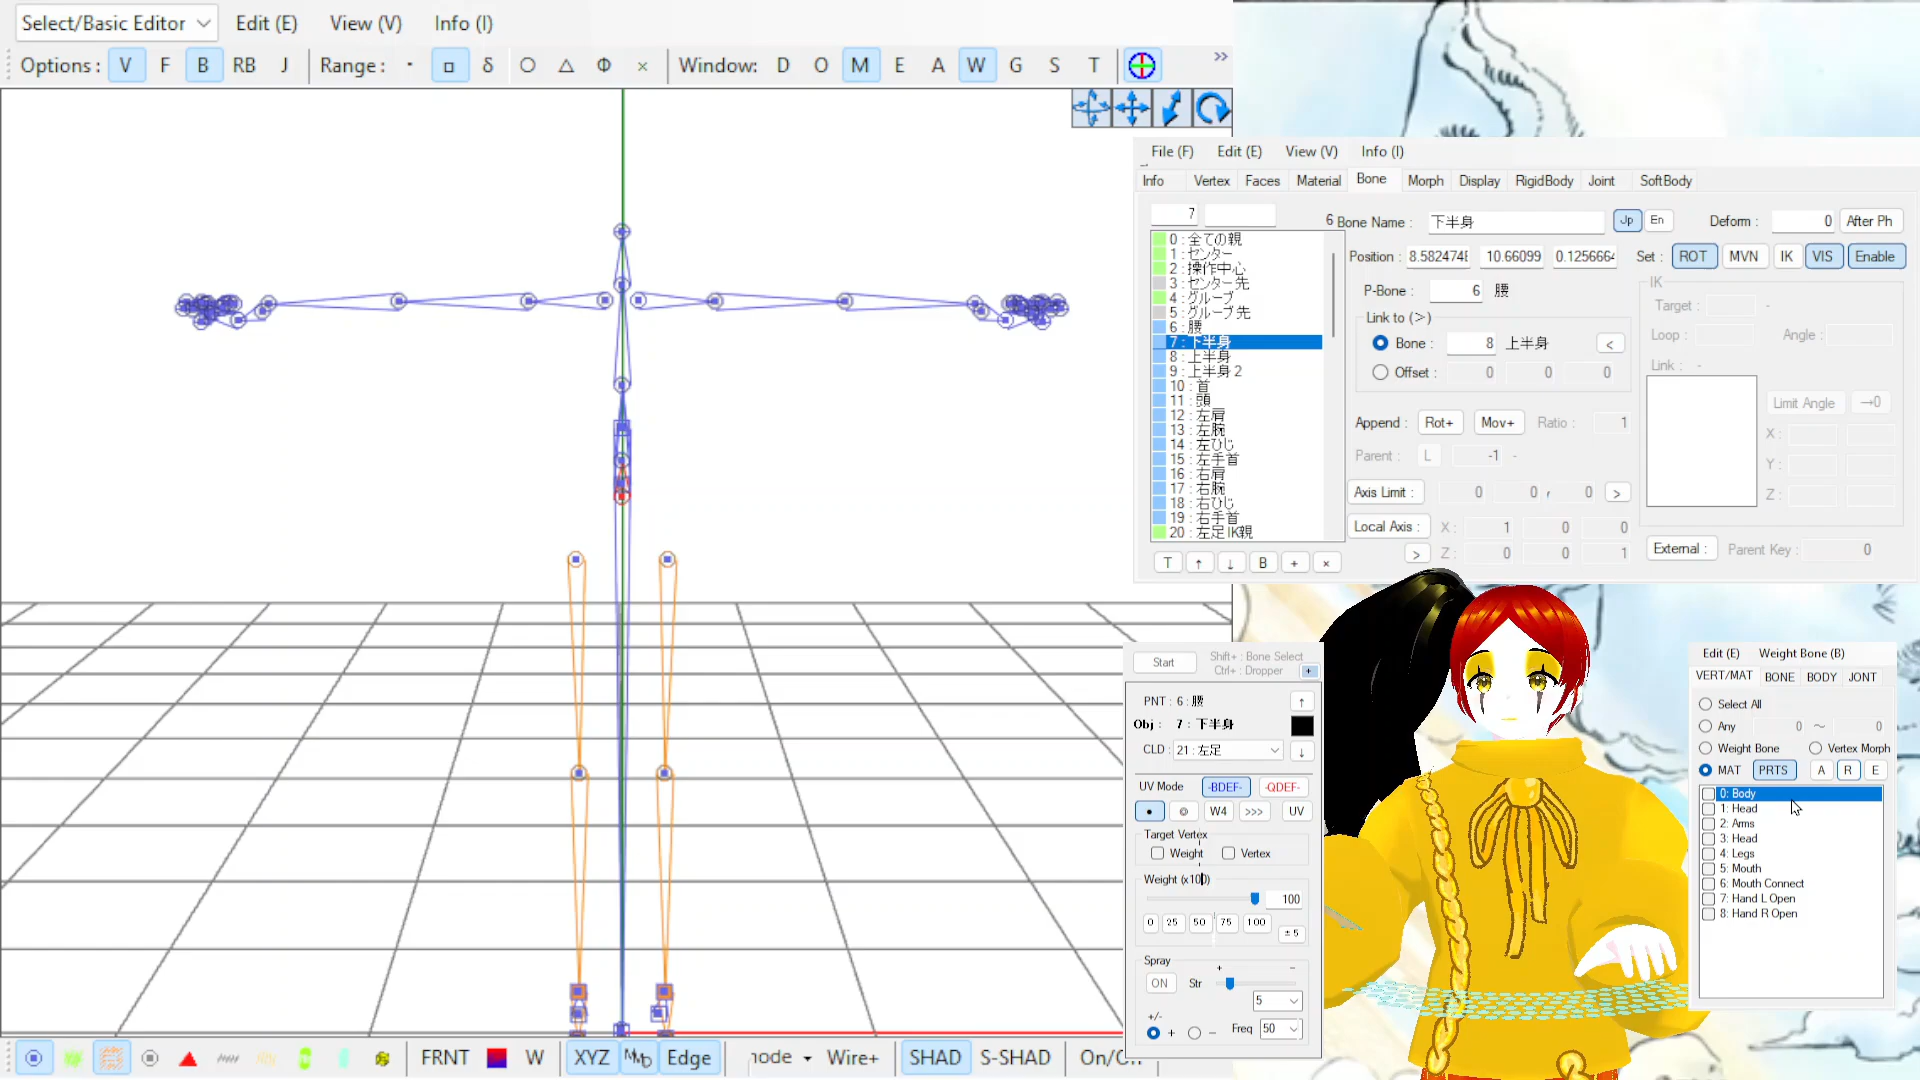 Select/Basic Editor Edit (E) View (V) Info (I)
Options : V F B RB J Range : Window: D O M E A W G S T »
File (F) Edit (E) View (V) Info (I)
Info Vertex Faces Material Bone Morph Display RigidBody Joint SoftBody
7 6 Bone Name : 下半身 Jp En Deform : 0 After Ph
Position : 8.582474 10.66099 0.125666 Set : ROT MVN IK VIS Enable
P-Bone : 6 腰
Link to (>)
Bone : 8 上半身 <
Offset : 0 0 0
Append : Rot+ Mov+ Ratio : 1
Parent : L -1 -
Axis Limit : 0 0 0 >
Local Axis : X : 1 0 0
> Z : 0 0 1
IK
Target : -
Loop : Angle :
Link : -
Limit Angle →0
X :
Y :
Z :
External : Parent Key : 0
0 : 全ての親
1 : センター
2 : 操作中心
3 : センター先
4 : グループ
5 : グループ先
6 : 腰
7 : 下半身
8 : 上半身
9 : 上半身2
10 : 首
11 : 頭
12 : 左肩
13 : 左腕
14 : 左ひじ
15 : 左手首
16 : 右肩
17 : 右腕
18 : 右ひじ
19 : 右手首
20 : 左足IK親
T ↑ ↓ B + ×
Start Shift+ : Bone Select
Ctrl+ : Dropper +
PNT : 6 : 腰 ↑
Obj : 7 : 下半身
CLD : 21 : 左足 ↓
UV Mode -BDEF- -QDEF-
W4 >>> UV
Target Vertex
Weight Vertex
Weight (x100)
100
0 25 50 75 100 ± 5
Spray + −
ON Str
5
+/-
+ − Freq 50
Edit (E) Weight Bone (B)
VERT/MAT BONE BODY JONT
Select All
Any 0 ～ 0
Weight Bone Vertex Morph
MAT PRTS A R E
0: Body
1: Head
2: Arms
3: Head
4: Legs
5: Mouth
6: Mouth Connect
7: Hand L Open
8: Hand R Open
FRNT W XYZ Edge Wire+ SHAD S-SHAD